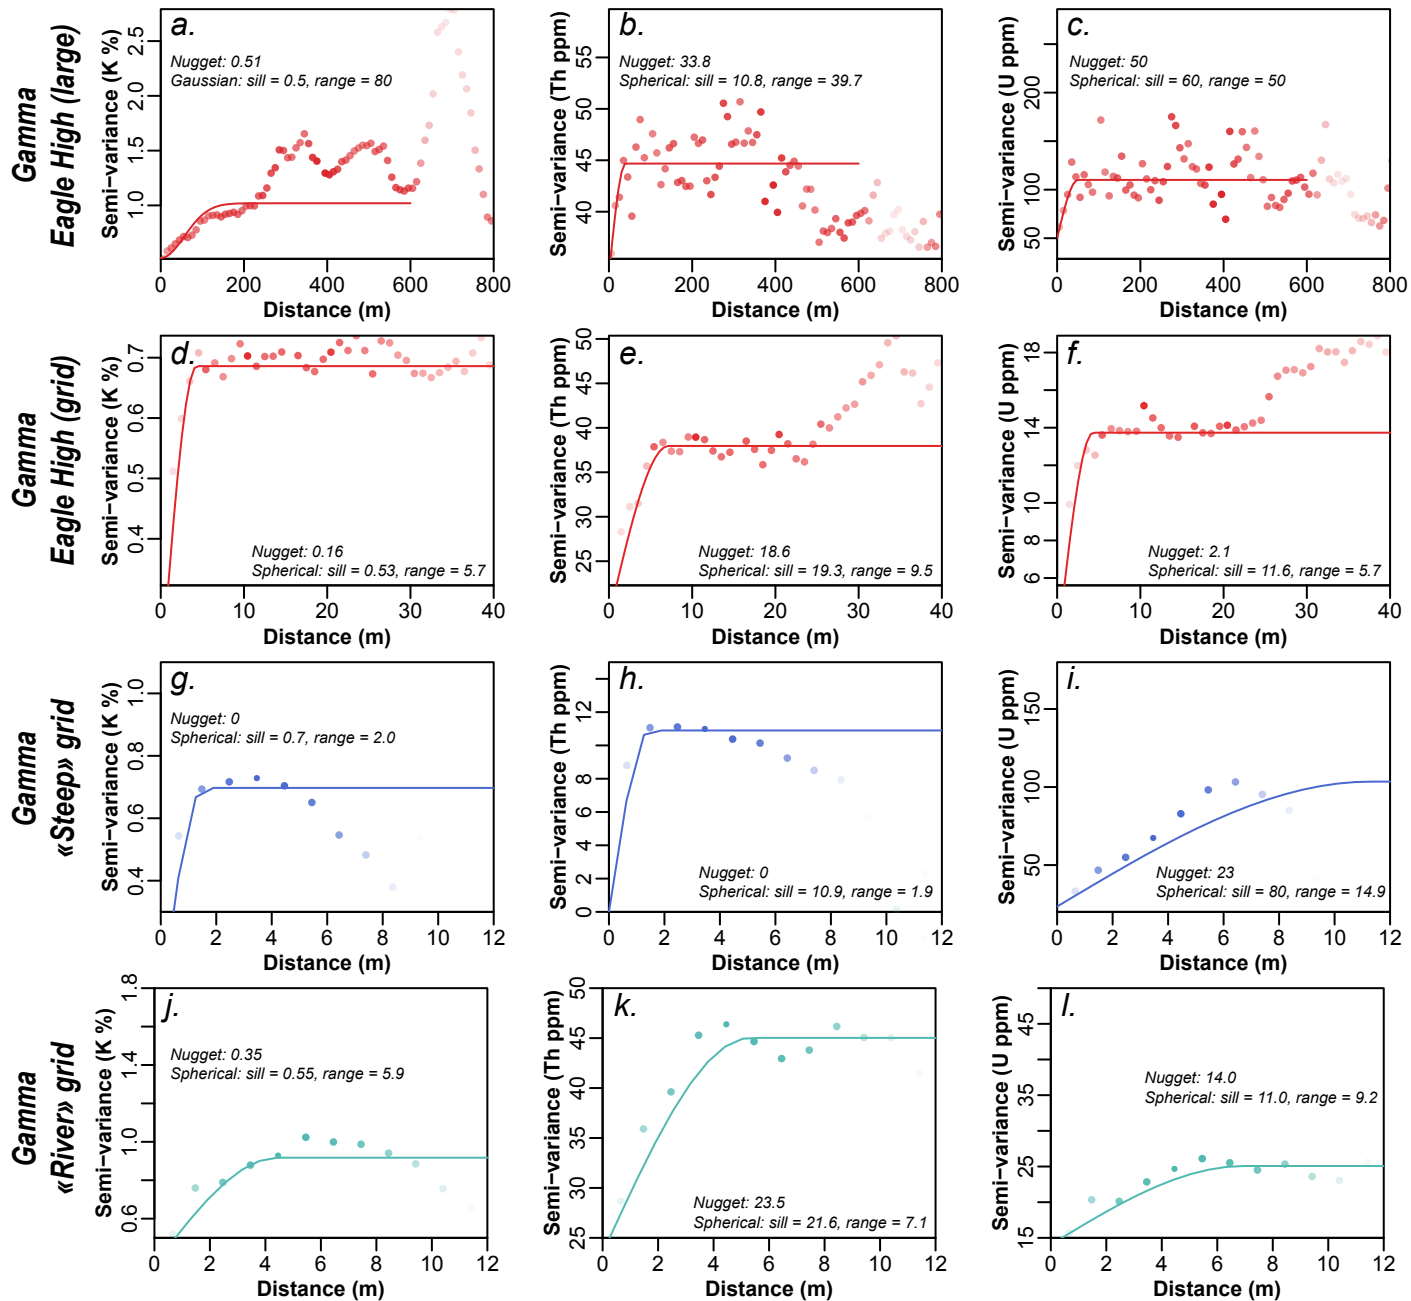 Gamma
Eagle High (large)
a.
Nugget: 0.51
Gaussian: sill = 0.5, range = 80
Semi−variance (K %)
1.0 1.5 2.0 2.5
0 200 400 600 800
Distance (m)
b.
Nugget: 33.8
Spherical: sill = 10.8, range = 39.7
Semi−variance (Th ppm)
40 45 50 55
0 200 400 600 800
Distance (m)
c.
Nugget: 50
Spherical: sill = 60, range = 50
Semi−variance (U ppm)
50 100 200
0 200 400 600 800
Distance (m)
Gamma
Eagle High (grid)
d.
Nugget: 0.16
Spherical: sill = 0.53, range = 5.7
Semi−variance (K %)
0.4 0.5 0.6 0.7
0 10 20 30 40
Distance (m)
e.
Nugget: 18.6
Spherical: sill = 19.3, range = 9.5
Semi−variance (Th ppm)
25 30 35 40 45 50
0 10 20 30 40
Distance (m)
f.
Nugget: 2.1
Spherical: sill = 11.6, range = 5.7
Semi−variance (U ppm)
6 8 10 14 18
0 10 20 30 40
Distance (m)
Gamma
«Steep» grid
g.
Nugget: 0
Spherical: sill = 0.7, range = 2.0
Semi−variance (K %)
0.4 0.6 0.8 1.0
0 2 4 6 8 10 12
Distance (m)
h.
Nugget: 0
Spherical: sill = 10.9, range = 1.9
Semi−variance (Th ppm)
0 2 4 6 8 12
0 2 4 6 8 10 12
Distance (m)
i.
Nugget: 23
Spherical: sill = 80, range = 14.9
Semi−variance (U ppm)
50 100 150
0 2 4 6 8 10 12
Distance (m)
Gamma
«River» grid
j.
Nugget: 0.35
Spherical: sill = 0.55, range = 5.9
Semi−variance (K %)
0.6 1.0 1.4 1.8
0 2 4 6 8 10 12
Distance (m)
k.
Nugget: 23.5
Spherical: sill = 21.6, range = 7.1
Semi−variance (Th ppm)
25 30 35 40 45 50
0 2 4 6 8 10 12
Distance (m)
l.
Nugget: 14.0
Spherical: sill = 11.0, range = 9.2
Semi−variance (U ppm)
15 25 35 45
0 2 4 6 8 10 12
Distance (m)